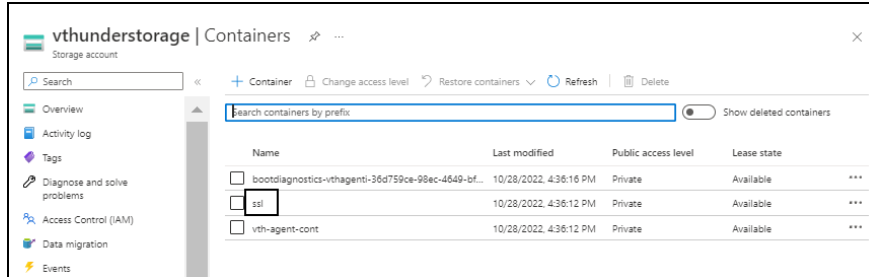 vthunderstorage | Containers ...
Storage account
Search «
+ Container Change access level Restore containers Refresh Delete
Search containers by prefix Show deleted containers
Overview
Activity log
Tags
Diagnose and solve problems
Access Control (IAM)
Data migration
Events
Name Last modified Public access level Lease state
bootdiagnostics-vthagenti-36d759ce-98ec-4649-bf... 10/28/2022, 4:36:16 PM Private Available ...
ssl 10/28/2022, 4:36:12 PM Private Available ...
vth-agent-cont 10/28/2022, 4:36:12 PM Private Available ...